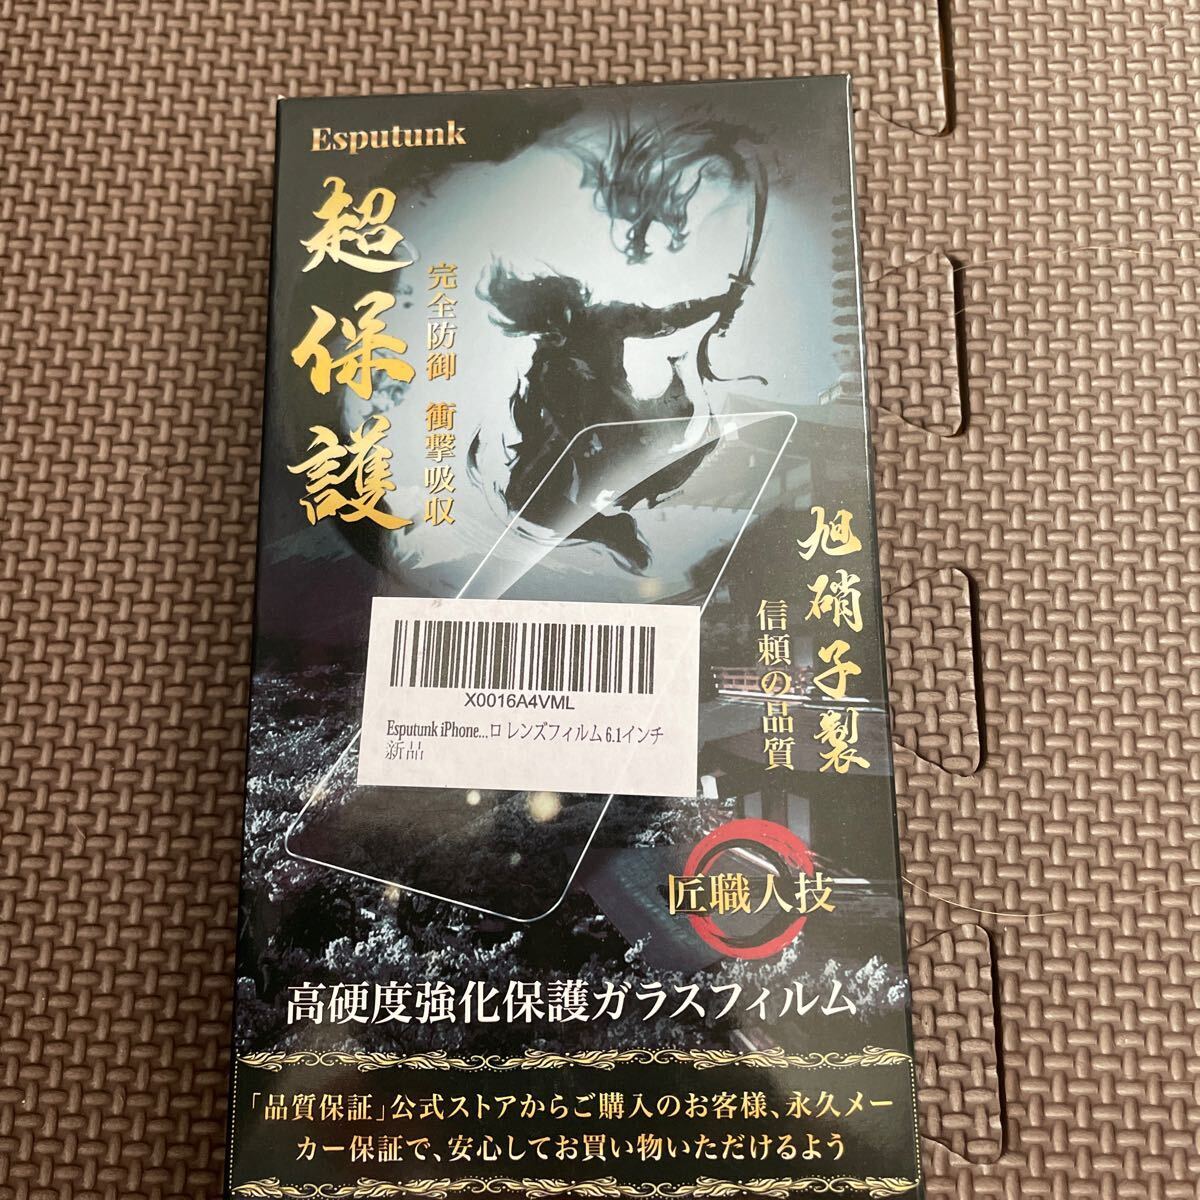 Esputunk
超保護
完全防御 衝撃吸収
旭硝子製
信頼の品質
X0016A4VML
Esputunk iPhone...ロ レンズフィルム 6.1インチ
新品
匠職人技
高硬度強化保護ガラスフィルム
「品質保証」公式ストアからご購入のお客様、永久メー
カー保証で、安心してお買い物いただけるよう